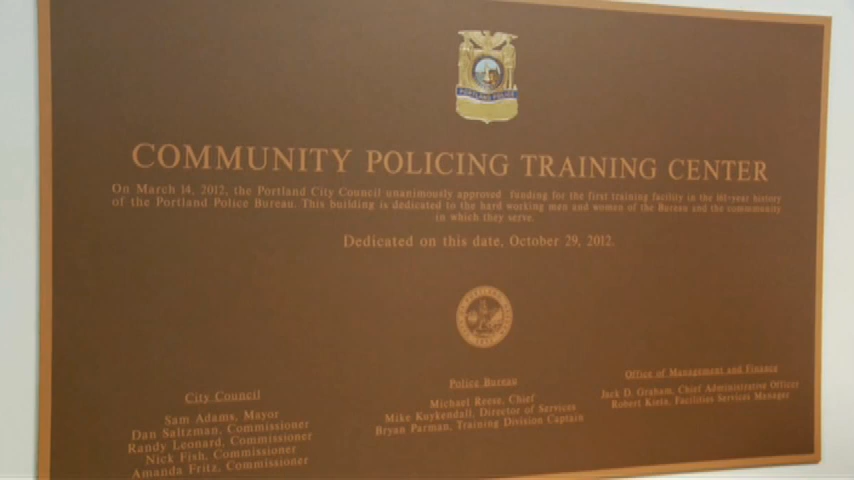 PORTLAND POLICE
COMMUNITY POLICING TRAINING CENTER
On March 14, 2012, the Portland City Council unanimously approved funding for the first training facility in the 141-year history
of the Portland Police Bureau. This building is dedicated to the hard working men and women of the Bureau and the community
in which they serve.
Dedicated on this date, October 29, 2012.
City Council
Sam Adams, Mayor
Dan Saltzman, Commissioner
Randy Leonard, Commissioner
Nick Fish, Commissioner
Amanda Fritz, Commissioner
Police Bureau
Michael Reese, Chief
Mike Kuykendall, Director of Services
Bryan Parman, Training Division Captain
Office of Management and Finance
Jack D. Graham, Chief Administrative Officer
Robert Kieta, Facilities Services Manager